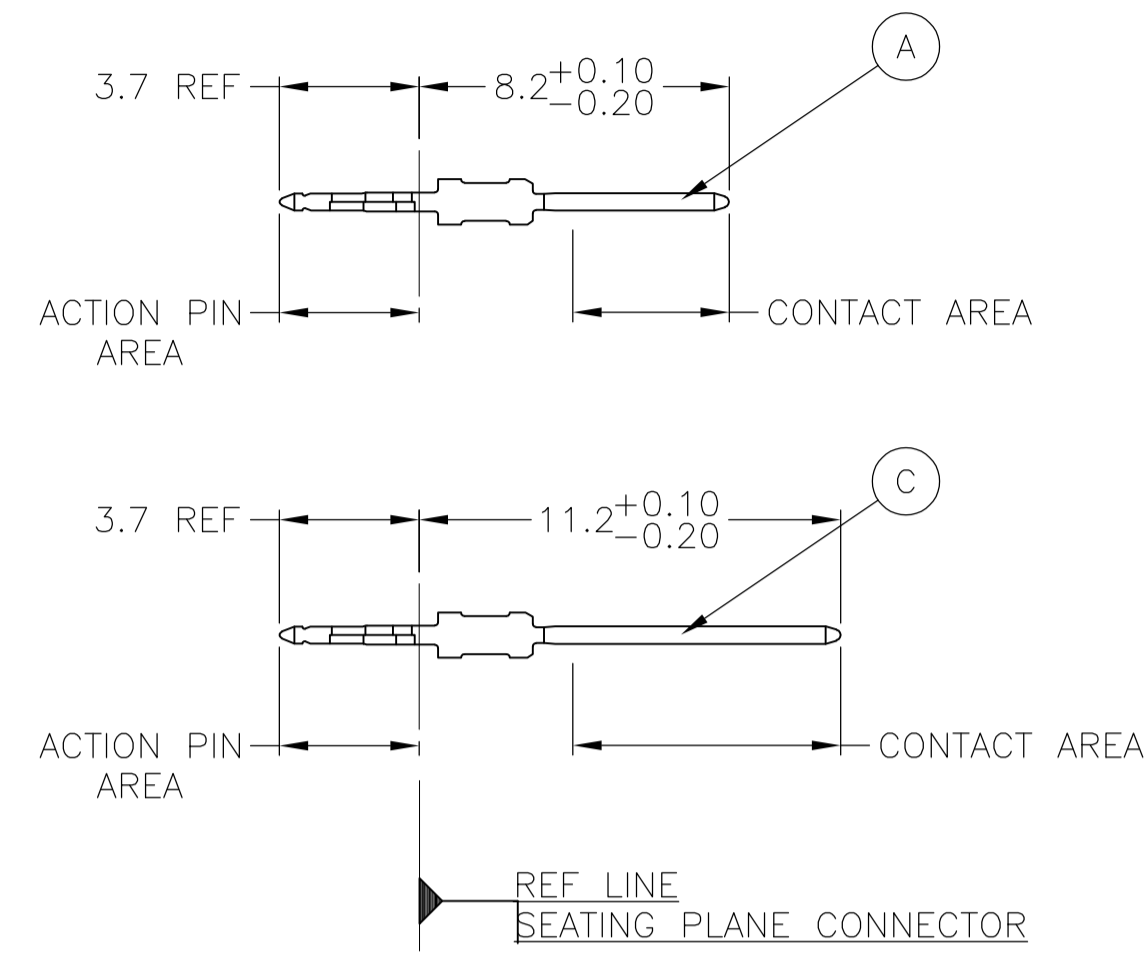 A
3.7 REF
8.2 +0.10 -0.20
ACTION PIN AREA
CONTACT AREA
C
3.7 REF
11.2 +0.10 -0.20
ACTION PIN AREA
CONTACT AREA
REF LINE
SEATING PLANE CONNECTOR